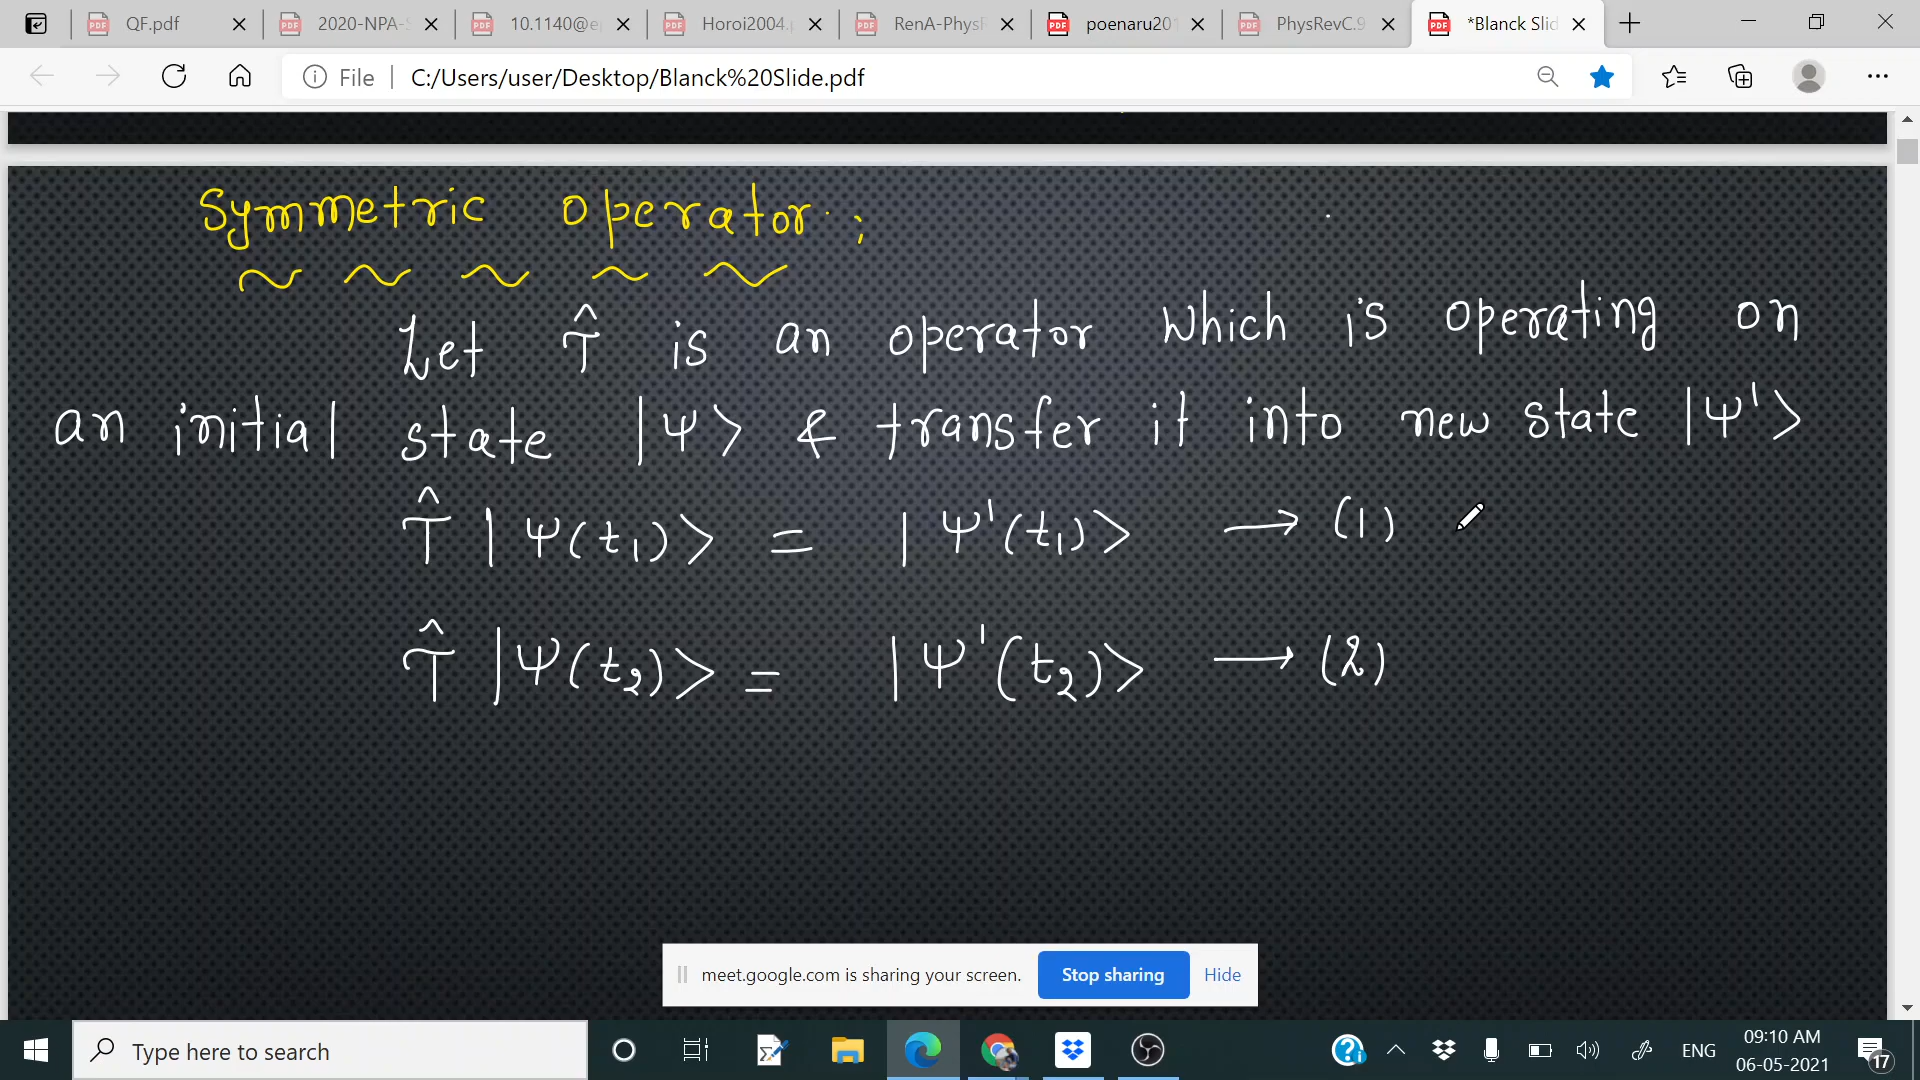 QF.pdf
2020-NPA-S
10.1140@e
Horoi2004.
RenA-PhysR
poenaru201
PhysRevC.9
*Blanck Slid
File
C:/Users/user/Desktop/Blanck%20Slide.pdf
Symmetric operator :
Let T̂ is an operator which is operating on
an initial state |Ψ> & transfer it into new state |Ψ'>
T̂ |Ψ(t₁)> = |Ψ'(t₁)> → (1)
T̂ |Ψ(t₂)> = |Ψ'(t₂)> → (2)
meet.google.com is sharing your screen. Stop sharing Hide
Type here to search
ENG
09:10 AM
06-05-2021
17